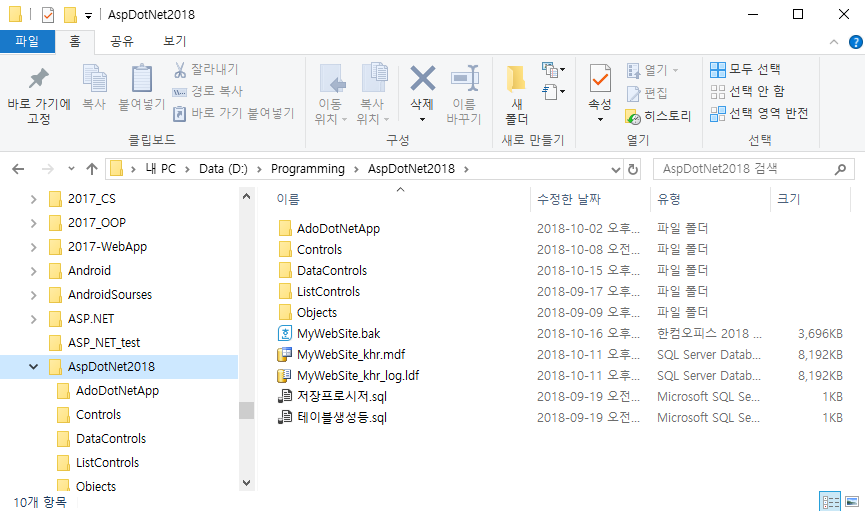 AspDotNet2018
파일 홈 공유 보기
바로 가기에 고정
복사
붙여넣기
잘라내기
경로 복사
바로 가기 붙여넣기
클립보드
이동 위치
복사 위치
삭제
이름 바꾸기
구성
새 폴더
새로 만들기
속성
열기
편집
히스토리
열기
모두 선택
선택 안 함
선택 영역 반전
선택
내 PC > Data (D:) > Programming > AspDotNet2018 >
AspDotNet2018 검색
2017_CS
2017_OOP
2017-WebApp
Android
AndroidSourses
ASP.NET
ASP_NET_test
AspDotNet2018
AdoDotNetApp
Controls
DataControls
ListControls
Objects
이름 수정한 날짜 유형 크기
AdoDotNetApp 2018-10-02 오후... 파일 폴더
Controls 2018-10-08 오전... 파일 폴더
DataControls 2018-10-15 오후... 파일 폴더
ListControls 2018-09-17 오후... 파일 폴더
Objects 2018-09-09 오후... 파일 폴더
MyWebSite.bak 2018-10-16 오후... 한컴오피스 2018 ... 3,696KB
MyWebSite_khr.mdf 2018-10-11 오후... SQL Server Datab... 8,192KB
MyWebSite_khr_log.ldf 2018-10-11 오후... SQL Server Datab... 8,192KB
저장프로시저.sql 2018-09-19 오전... Microsoft SQL Se... 1KB
테이블생성등.sql 2018-09-19 오전... Microsoft SQL Se... 1KB
10개 항목